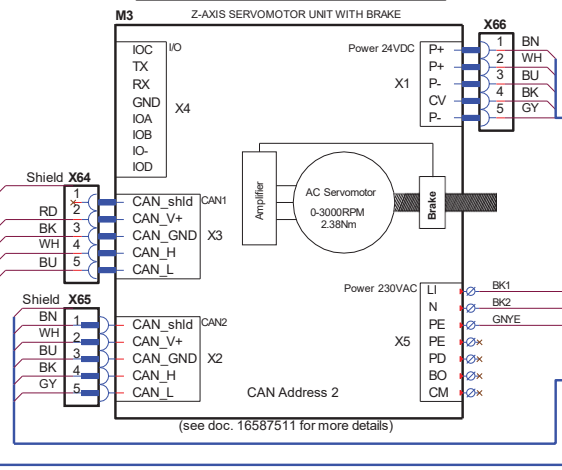 M3 Z-AXIS SERVOMOTOR UNIT WITH BRAKE
X66
IOC I/O
TX
RX
GND
IOA
IOB
IO-
IOD
X4
Power 24VDC
P+
P+
P-
CV
P-
X1
1 BN
2 WH
3 BU
4 BK
5 GY
Amplifier
AC Servomotor
0-3000RPM
2.38Nm
Brake
Shield X64
1
RD 2
BK 3
WH 4
BU 5
CAN_shld CAN1
CAN_V+
CAN_GND X3
CAN_H
CAN_L
Shield X65
BN 1
WH 2
BU 3
BK 4
GY 5
CAN_shld CAN2
CAN_V+
CAN_GND X2
CAN_H
CAN_L
Power 230VAC
LI BK1
N BK2
PE GNYE
PE
PD
BO
CM
X5
CAN Address 2
(see doc. 16587511 for more details)